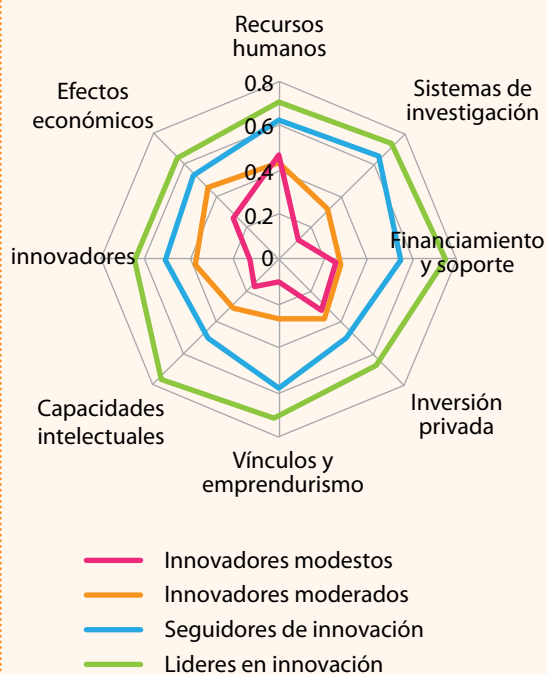 Recursos
humanos
Sistemas de
investigación
Financiamiento
y soporte
Inversión
privada
Vínculos y
emprendurismo
Capacidades
intelectuales
innovadores
Efectos
económicos
0.8
0.6
0.4
0.2
0
Innovadores modestos
Innovadores moderados
Seguidores de innovación
Lideres en innovación